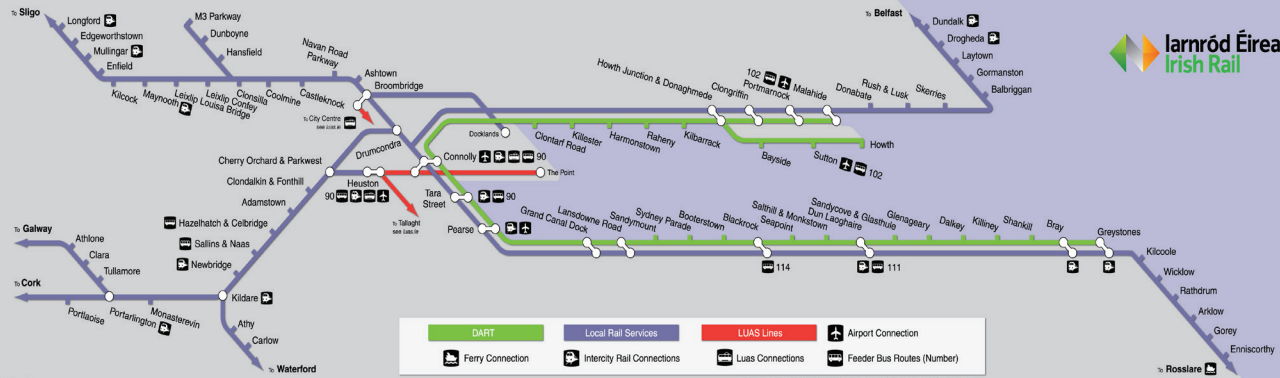 To Sligo
Longford
Edgeworthstown
Mullingar
Enfield
M3 Parkway
Dunboyne
Hansfield
Navan Road
Parkway
Ashtown
Broombridge
Kilcock
Maynooth
Leixlip Louisa Bridge
Leixlip Confey
Clonsilla
Coolmine
Castleknock
To City Centre
see luas.ie
Drumcondra
Docklands
Cherry Orchard & Parkwest
Clondalkin & Fonthill
Adamstown
Hazelhatch & Celbridge
Sallins & Naas
Newbridge
Heuston
90
Connolly
90
The Point
To Tallaght
see luas.ie
Tara
Street
90
Pearse
To Galway
Athlone
Clara
Tullamore
To Cork
Portlaoise
Portarlington
Monasterevin
Kildare
Athy
Carlow
To Waterford
To Belfast
Dundalk
Drogheda
Laytown
Gormanston
Balbriggan
Howth Junction & Donaghmede
Clongriffin
102
Portmarnock
Malahide
Donabate
Rush & Lusk
Skerries
Clontarf Road
Killester
Harmonstown
Raheny
Kilbarrack
Bayside
Sutton
102
Howth
Grand Canal Dock
Lansdowne Road
Sandymount
Sydney Parade
Booterstown
Blackrock
Seapoint
Salthill & Monkstown
Dun Laoghaire
Sandycove & Glasthule
Glenageary
Dalkey
Killiney
Shankill
Bray
Greystones
114
111
Kilcoole
Wicklow
Rathdrum
Arklow
Gorey
Enniscorthy
To Rosslare
Iarnród Éirea
Irish Rail
DART
Local Rail Services
LUAS Lines
Airport Connection
Ferry Connection
Intercity Rail Connections
Luas Connections
Feeder Bus Routes (Number)